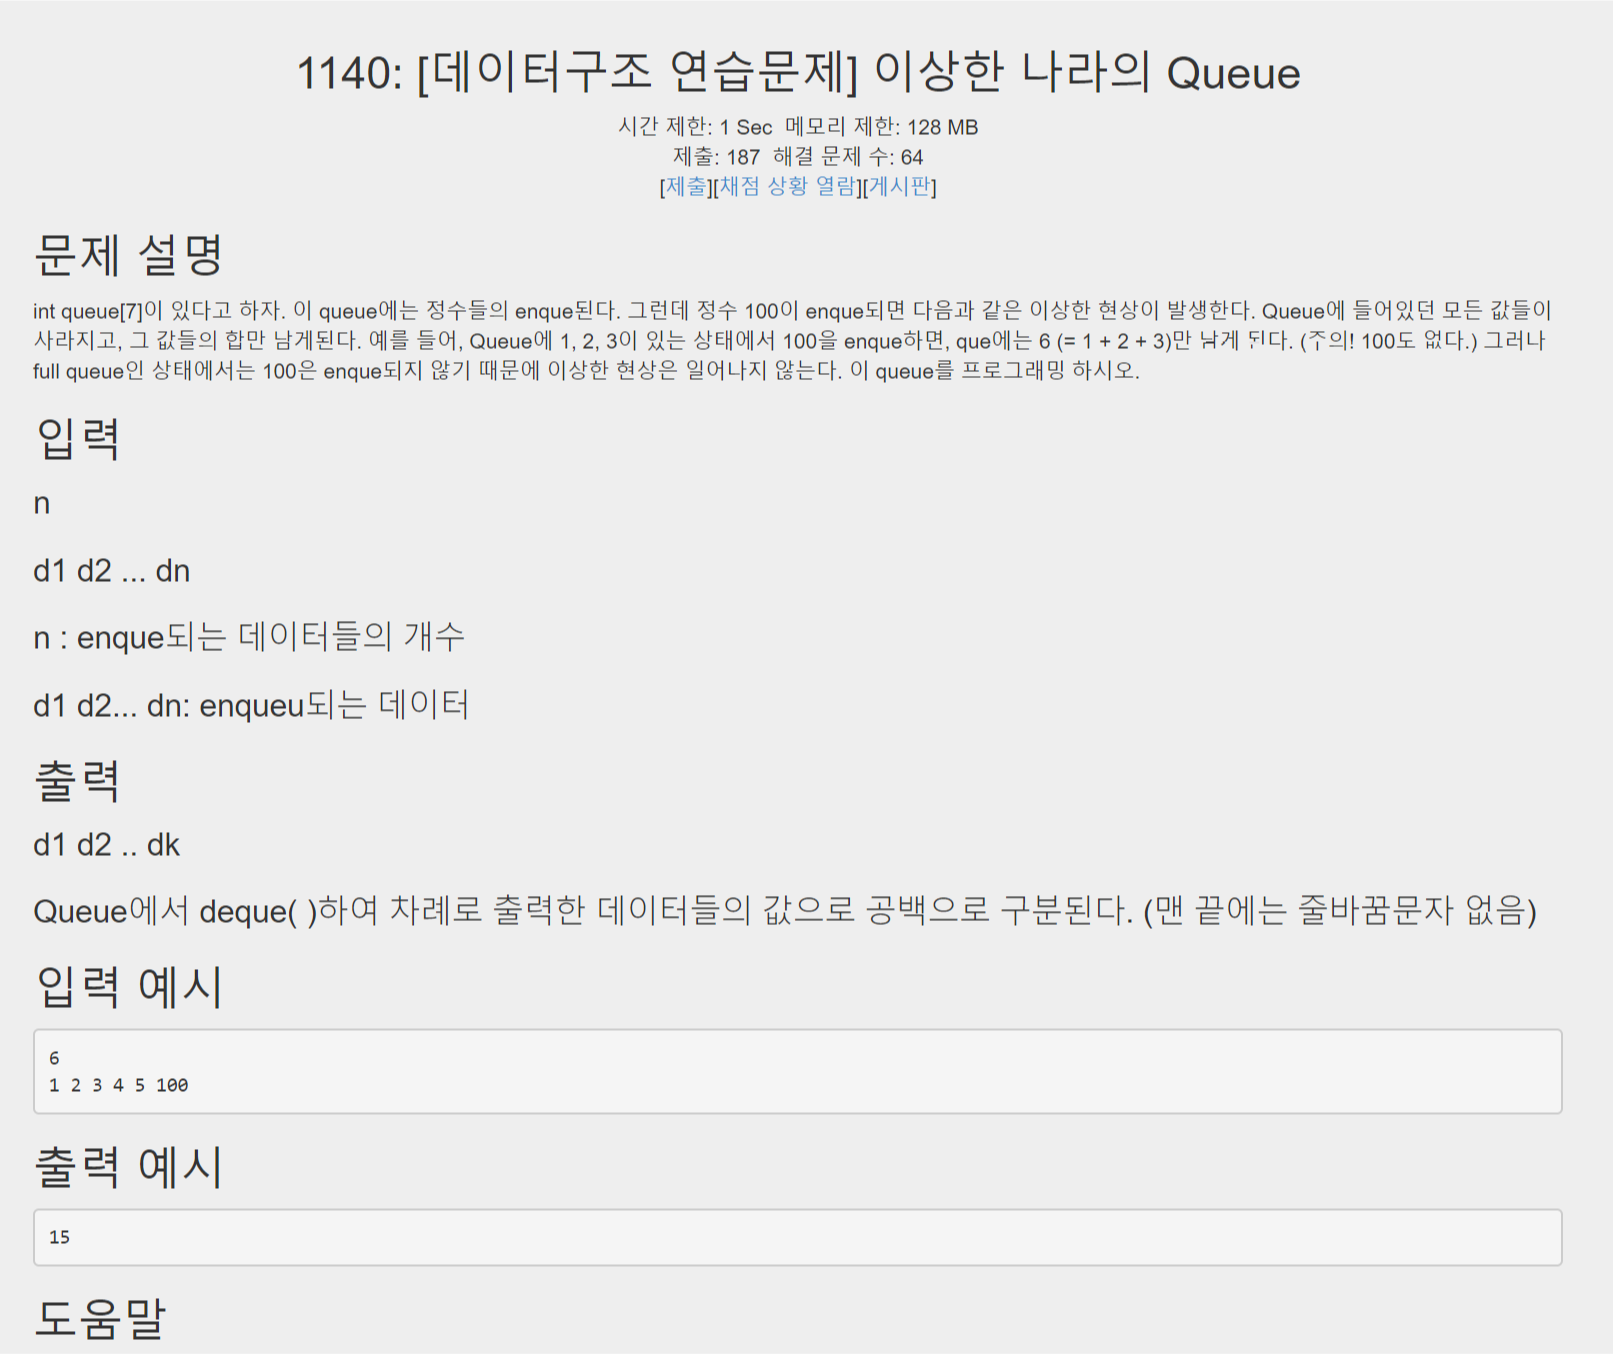 1140: [데이터구조 연습문제] 이상한 나라의 Queue
시간 제한: 1 Sec  메모리 제한: 128 MB
제출: 187  해결 문제 수: 64
[제출][채점 상황 열람][게시판]
문제 설명
int queue[7]이 있다고 하자. 이 queue에는 정수들의 enque된다. 그런데 정수 100이 enque되면 다음과 같은 이상한 현상이 발생한다. Queue에 들어있던 모든 값들이
사라지고, 그 값들의 합만 남게된다. 예를 들어, Queue에 1, 2, 3이 있는 상태에서 100을 enque하면, que에는 6 (= 1 + 2 + 3)만 남게 된다. (주의! 100도 없다.) 그러나
full queue인 상태에서는 100은 enque되지 않기 때문에 이상한 현상은 일어나지 않는다. 이 queue를 프로그래밍 하시오.
입력
n
d1 d2 ... dn
n : enque되는 데이터들의 개수
d1 d2... dn: enqueu되는 데이터
출력
d1 d2 .. dk
Queue에서 deque( )하여 차례로 출력한 데이터들의 값으로 공백으로 구분된다. (맨 끝에는 줄바꿈문자 없음)
입력 예시
6
1 2 3 4 5 100
출력 예시
15
도움말